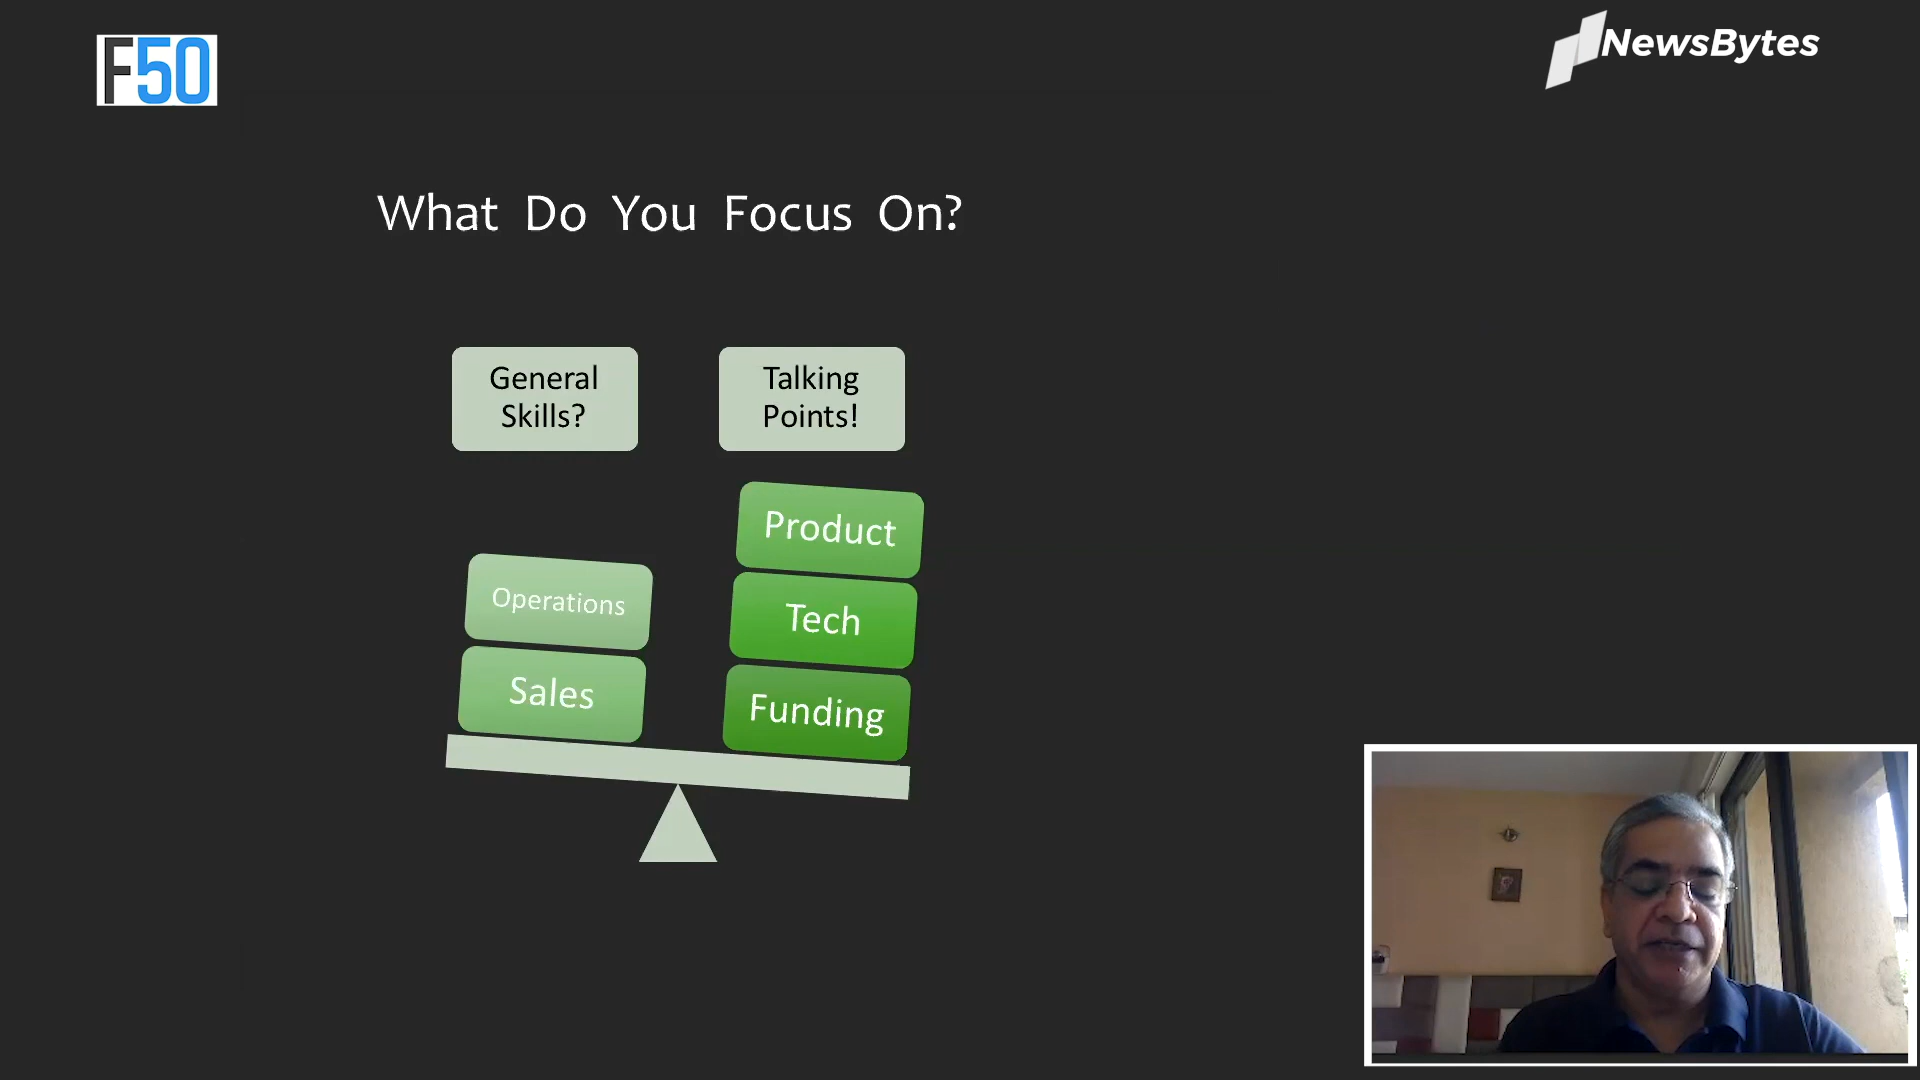 F50
NewsBytes
What Do You Focus On?
General
Skills?
Talking
Points!
Product
Operations
Tech
Sales
Funding